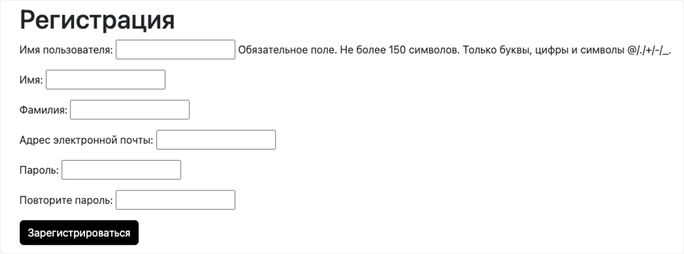 Регистрация
Имя пользователя: Обязательное поле. Не более 150 символов. Только буквы, цифры и символы @/./+/-/_.
Имя:
Фамилия:
Адрес электронной почты:
Пароль:
Повторите пароль:
Зарегистрироваться